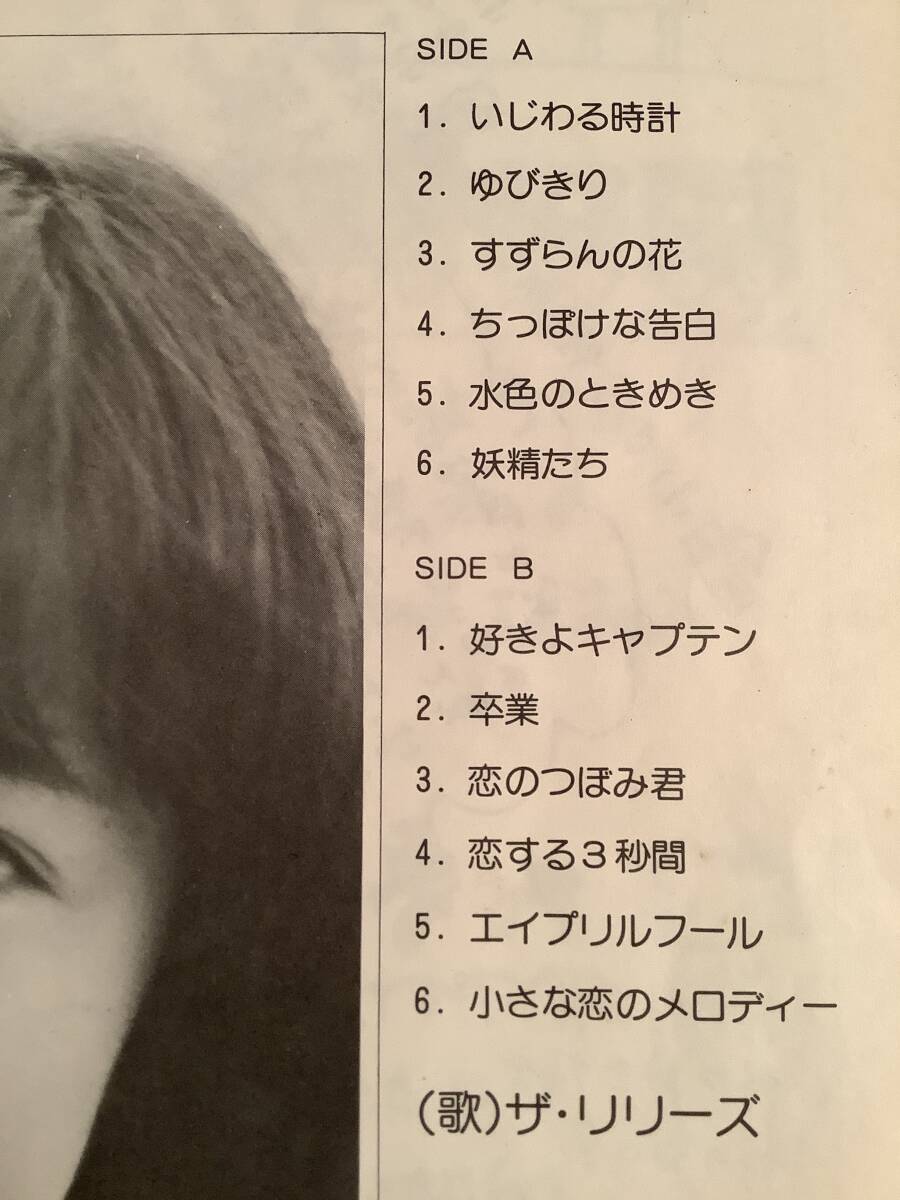 SIDE A
1. いじわる時計
2. ゆびきり
3. すずらんの花
4. ちっぽけな告白
5. 水色のときめき
6. 妖精たち
SIDE B
1. 好きよキャプテン
2. 卒業
3. 恋のつぼみ君
4. 恋する3秒間
5. エイプリルフール
6. 小さな恋のメロディー
(歌)ザ・リリーズ